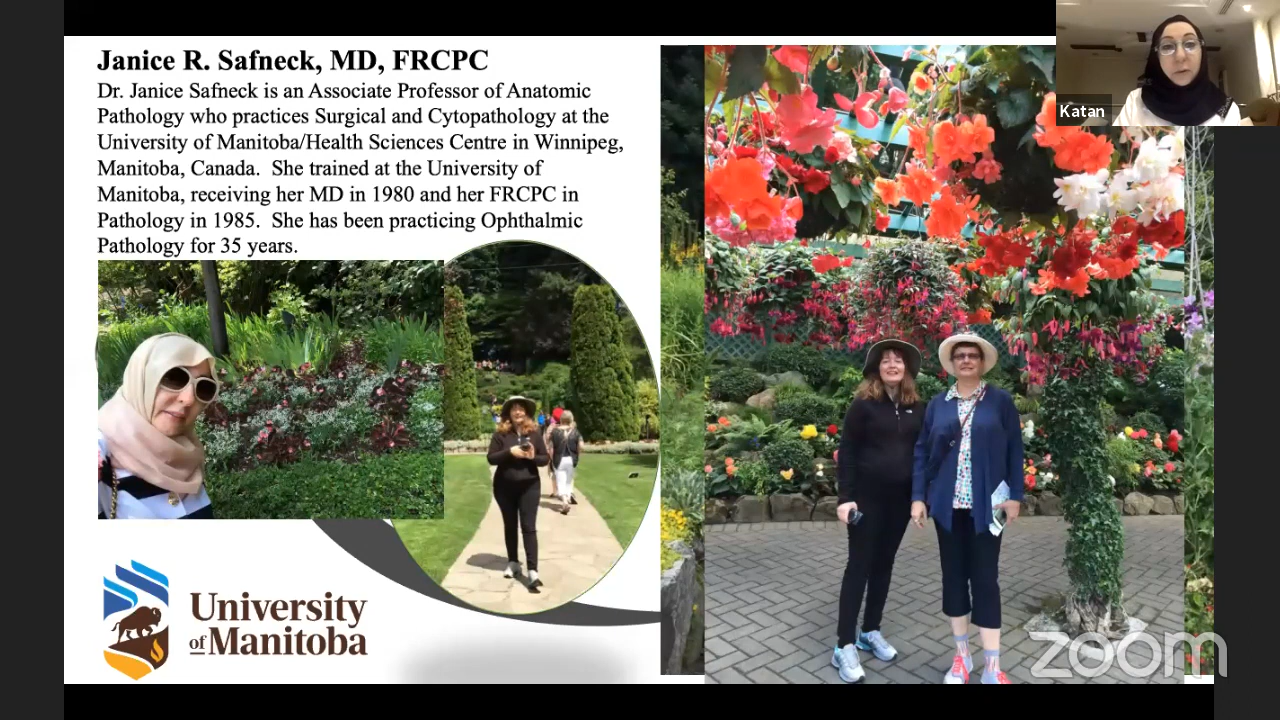 Janice R. Safneck, MD, FRCPC
Dr. Janice Safneck is an Associate Professor of Anatomic
Pathology who practices Surgical and Cytopathology at the
University of Manitoba/Health Sciences Centre in Winnipeg,
Manitoba, Canada.  She trained at the University of
Manitoba, receiving her MD in 1980 and her FRCPC in
Pathology in 1985.  She has been practicing Ophthalmic
Pathology for 35 years.
University
of Manitoba
Katan
zoom